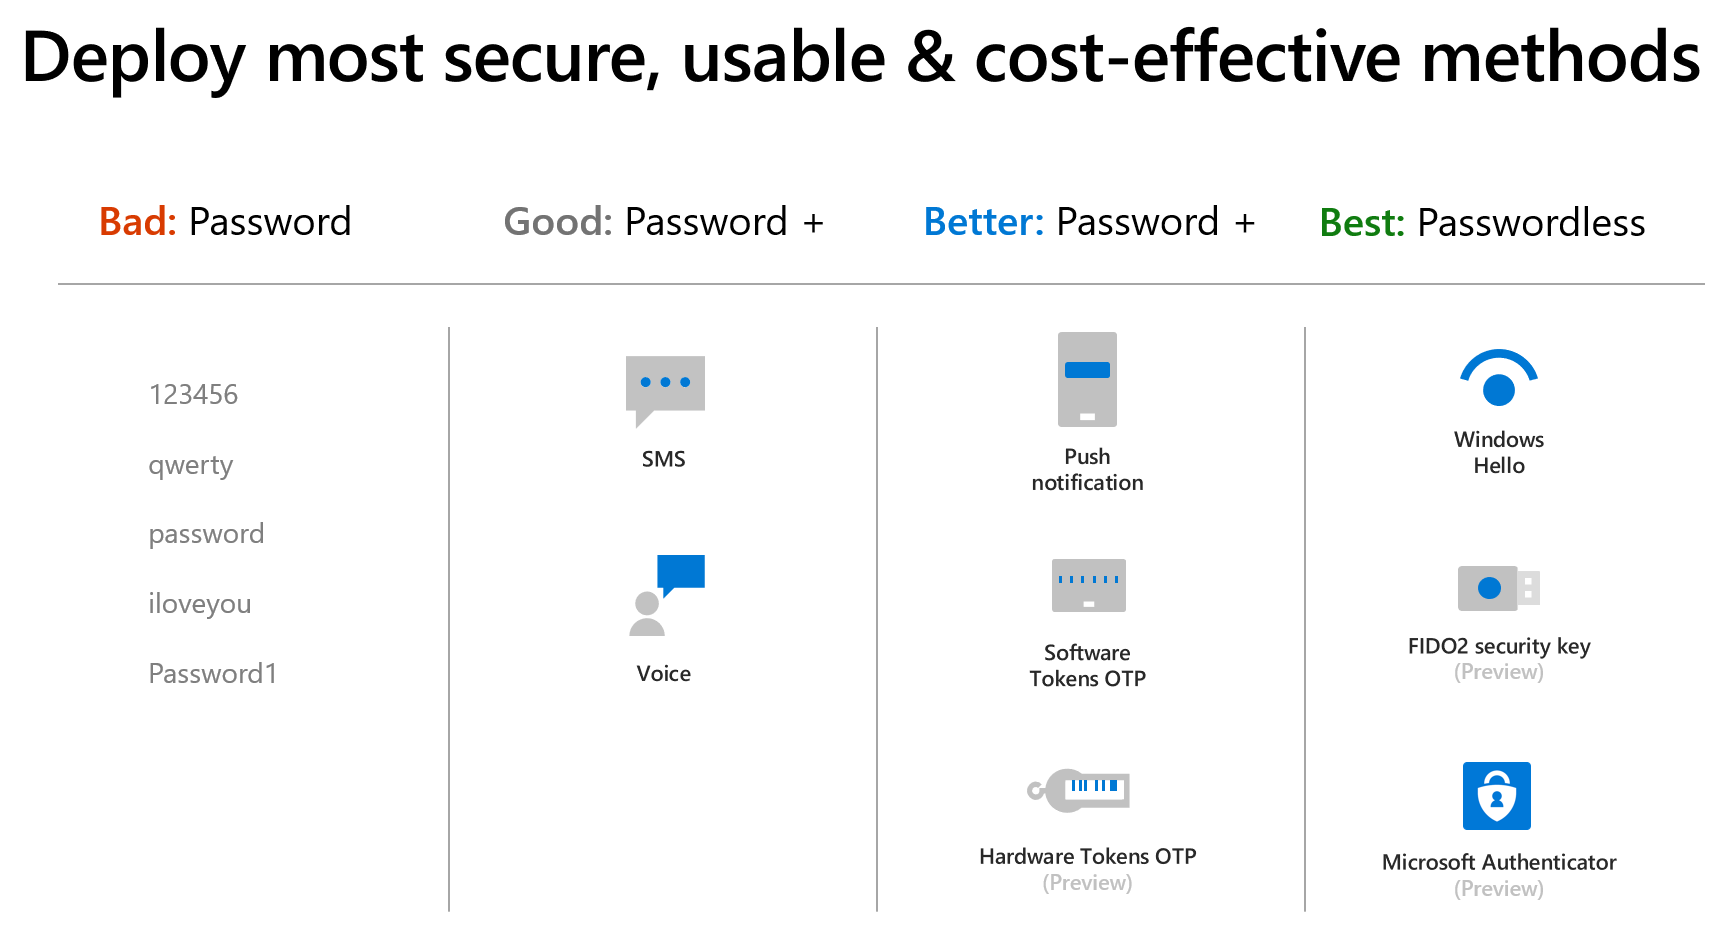 Deploy most secure, usable & cost-effective methods
Bad: Password
Good: Password +
Better: Password +
Best: Passwordless
123456
qwerty
password
iloveyou
Password1
SMS
Voice
Push
notification
Software
Tokens OTP
Hardware Tokens OTP
(Preview)
Windows
Hello
FIDO2 security key
(Preview)
Microsoft Authenticator
(Preview)